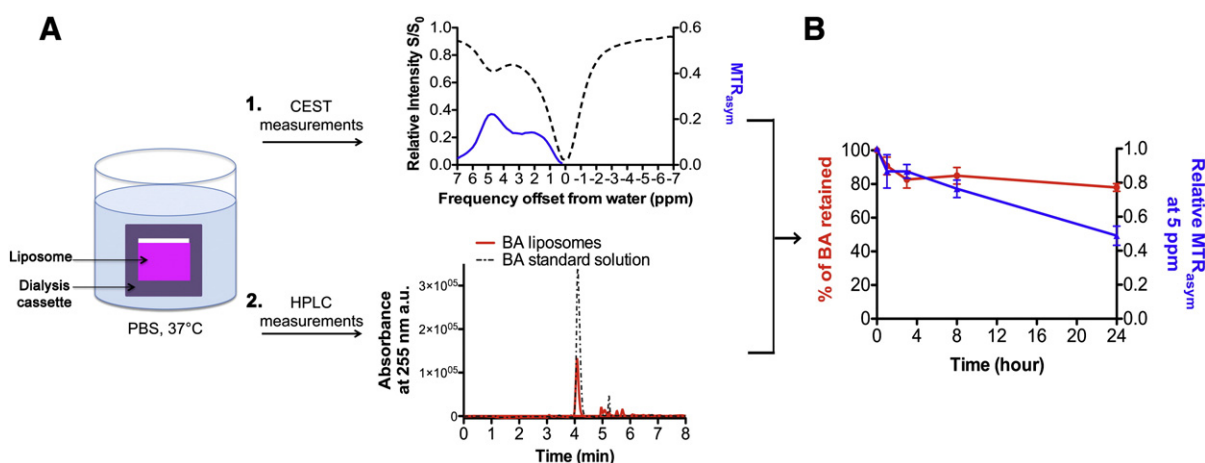 A
1.
CEST
measurements
Liposome
Dialysis
cassette
PBS, 37°C
2.
HPLC
measurements
Relative Intensity S/S0
1.0
0.8
0.6
0.4
0.2
0.0
0.6
0.4
0.2
0.0
MTRasym
7 6 5 4 3 2 1 0 -1 -2 -3 -4 -5 -6 -7
Frequency offset from water (ppm)
BA liposomes
BA standard solution
Absorbance
at 255 nm a.u.
3×10^05
2×10^05
1×10^05
0
0 1 2 3 4 5 6 7 8
Time (min)
B
% of BA retained
100
80
60
40
20
0
1.0
0.8
0.6
0.4
0.2
0.0
Relative MTRasym
at 5 ppm
0 4 8 12 16 20 24
Time (hour)